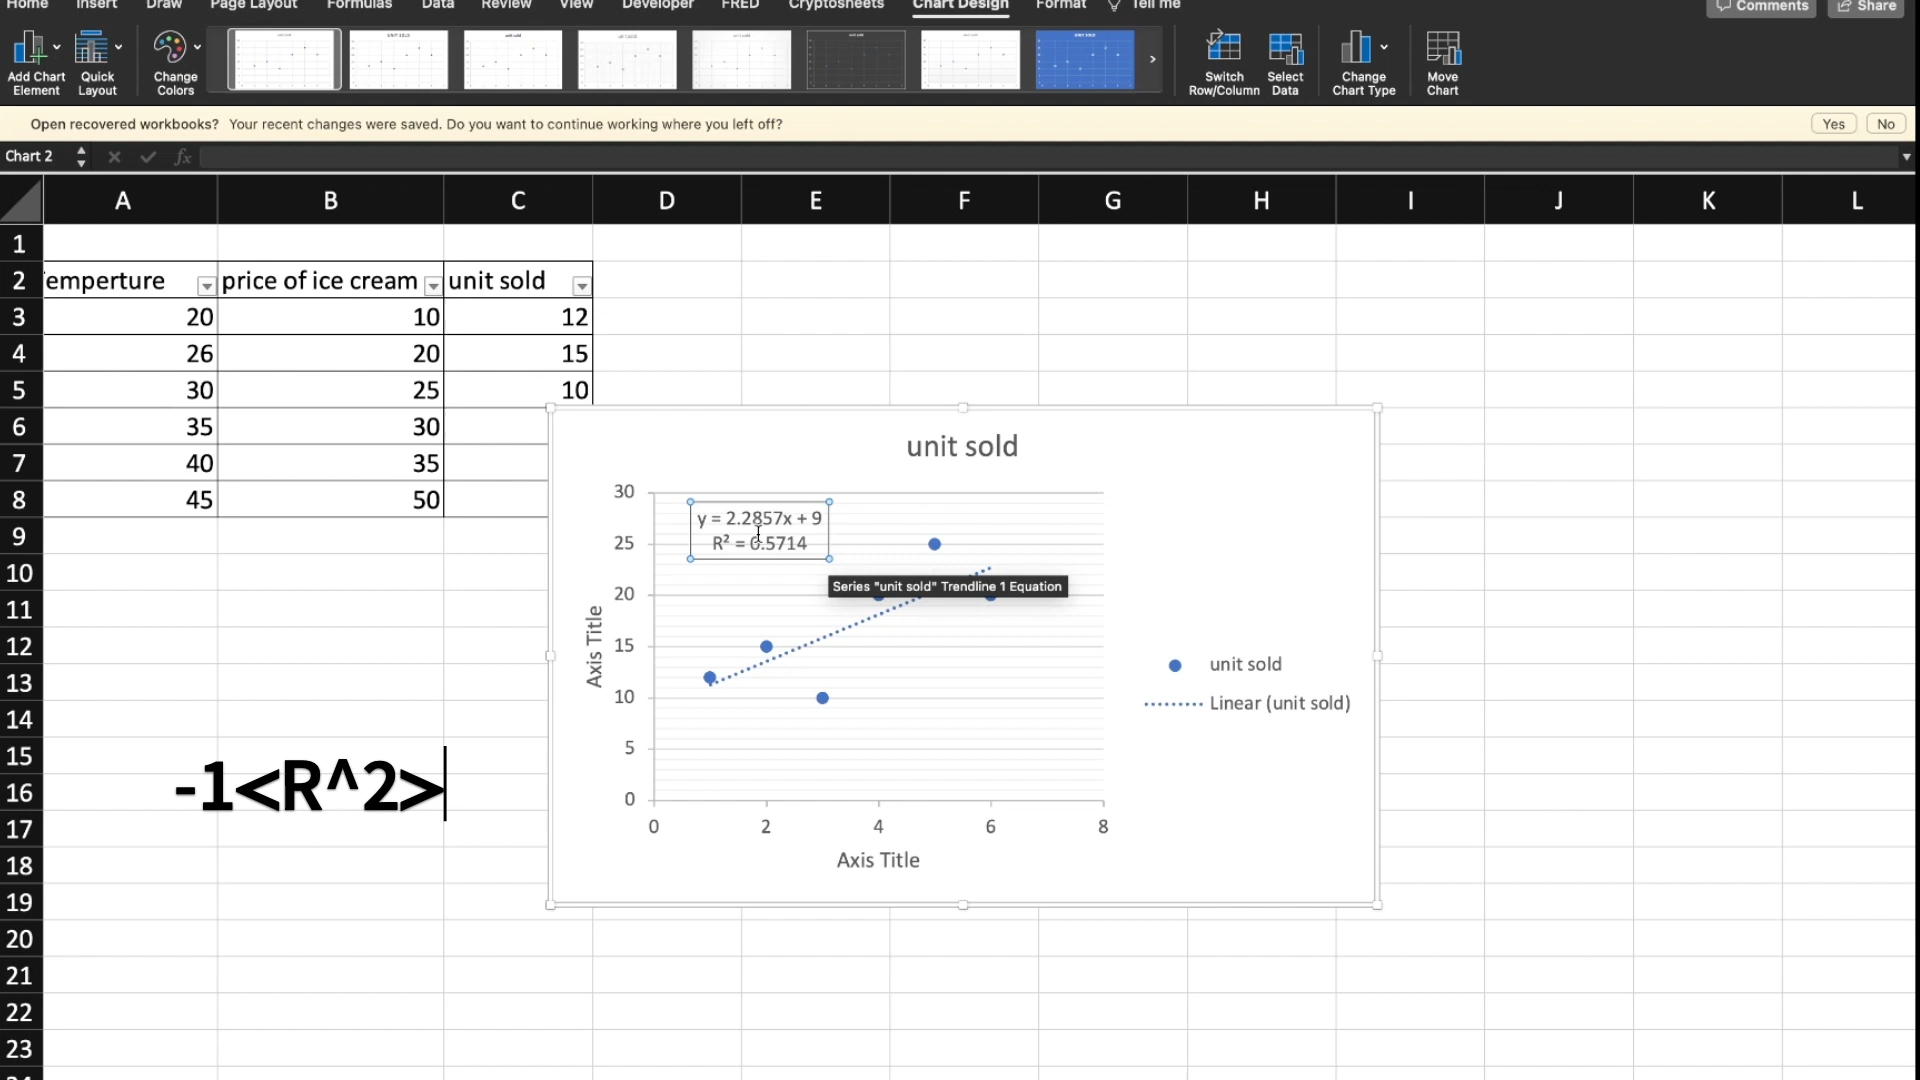 Home Insert Draw Page Layout Formulas Data Review View Developer FRED Cryptosheets Chart Design Format Tell me Comments Share
Add Chart Element
Quick Layout
Change Colors
Switch Row/Column
Select Data
Change Chart Type
Move Chart
Open recovered workbooks? Your recent changes were saved. Do you want to continue working where you left off? Yes No
Chart 2 fx
A B C D E F G H I J K L
1
2 emperture price of ice cream unit sold
3 20 10 12
4 26 20 15
5 30 25 10
6 35 30
7 40 35
8 45 50
9
10
11
12
13
14
15
16
17
18
19
20
21
22
23
unit sold
y = 2.2857x + 9
R² = 0.5714
Series "unit sold" Trendline 1 Equation
30
25
20
15
10
5
0
0 2 4 6 8
Axis Title
Axis Title
unit sold
Linear (unit sold)
-1<R^2>